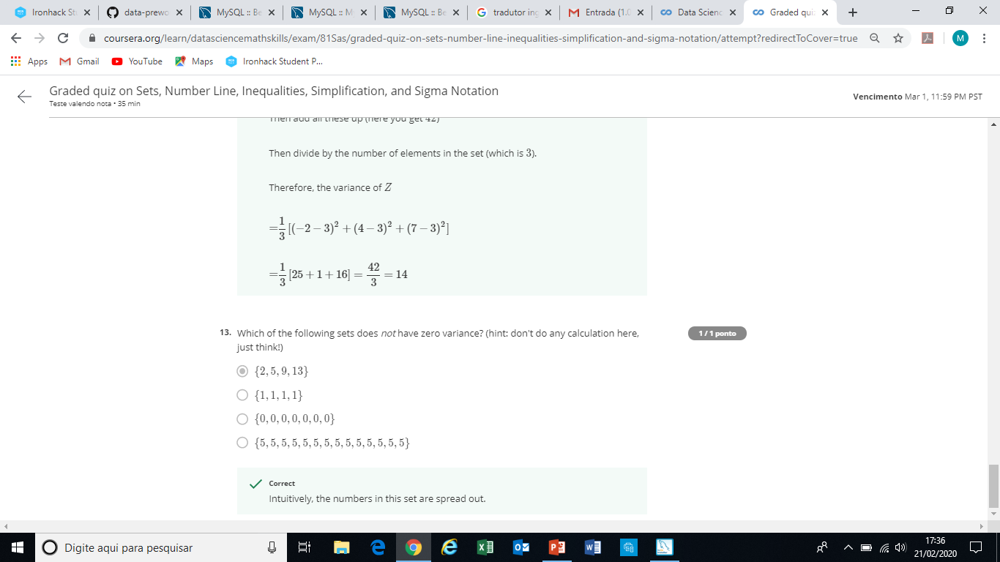 Ironhack St
data-prewo
MySQL :: Be
MySQL :: M
MySQL :: Be
tradutor ing
Entrada (1.0
Data Scienc
Graded qui
coursera.org/learn/datasciencemathskills/exam/81Sas/graded-quiz-on-sets-number-line-inequalities-simplification-and-sigma-notation/attempt?redirectToCover=true
M
Apps
Gmail
YouTube
Maps
Ironhack Student P...
Graded quiz on Sets, Number Line, Inequalities, Simplification, and Sigma Notation
Teste valendo nota • 35 min
Vencimento Mar 1, 11:59 PM PST
Then add all these up (here you get 42)
Then divide by the number of elements in the set (which is 3).
Therefore, the variance of Z
=1/3 [(−2 − 3)² + (4 − 3)² + (7 − 3)²]
=1/3 [25 + 1 + 16] = 42/3 = 14
13. Which of the following sets does not have zero variance? (hint: don't do any calculation here,
just think!)
1 / 1 ponto
{2, 5, 9, 13}
{1, 1, 1, 1}
{0, 0, 0, 0, 0, 0, 0}
{5, 5, 5, 5, 5, 5, 5, 5, 5, 5, 5, 5, 5, 5}
Correct
Intuitively, the numbers in this set are spread out.
Digite aqui para pesquisar
17:36
21/02/2020